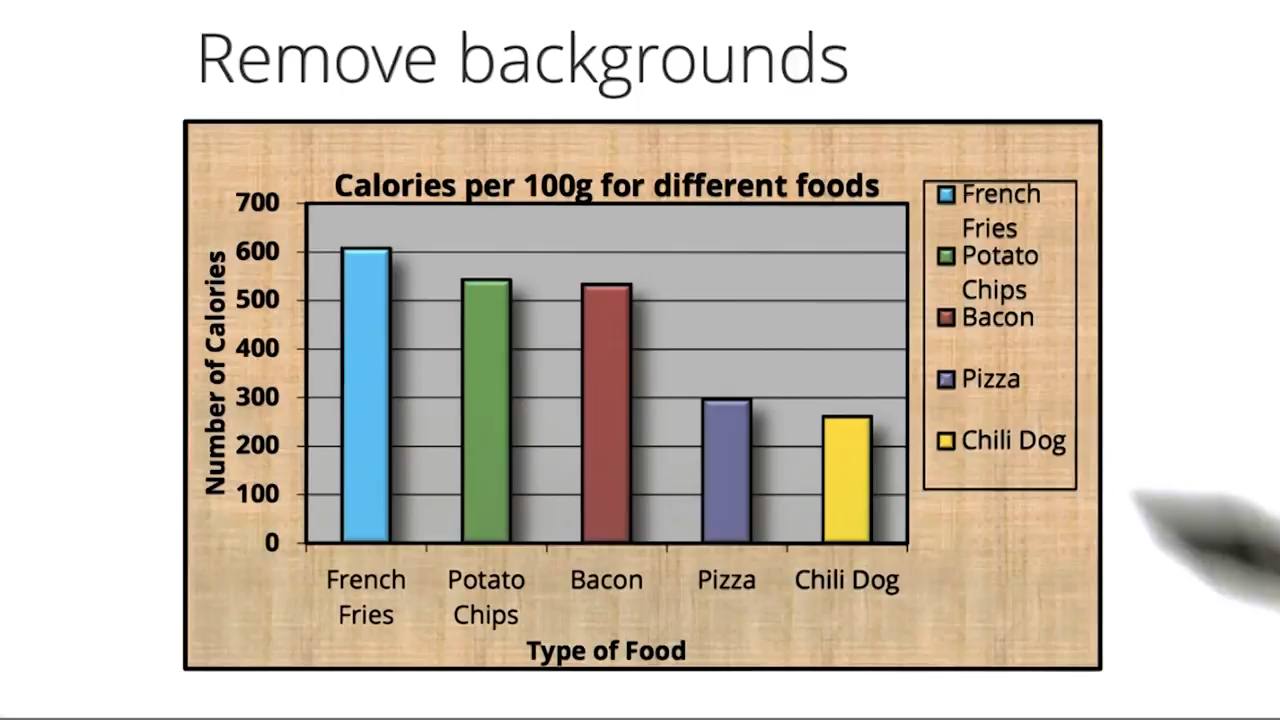 Remove backgrounds
Calories per 100g for different foods
700
600
500
400
300
200
100
0
Number of Calories
French
Fries
Potato
Chips
Bacon
Pizza
Chili Dog
Type of Food
French
Fries
Potato
Chips
Bacon
Pizza
Chili Dog